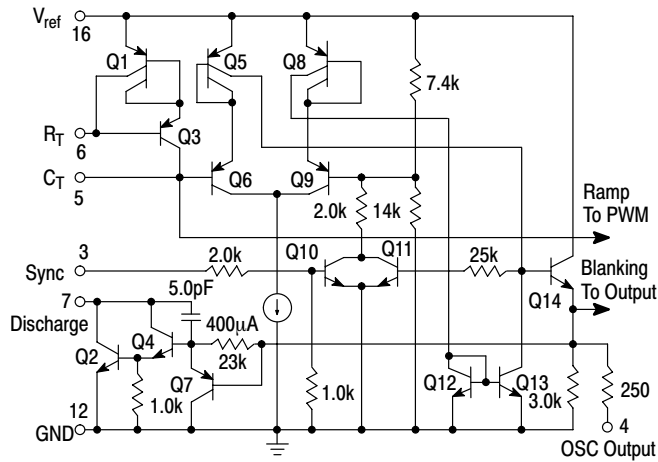 Vref
16
Q1
Q5
Q8
7.4k
RT
6
Q3
CT
5
Q6
Q9
2.0k
14k
Ramp
To PWM
Sync
3
2.0k
Q10
Q11
25k
Q14
Blanking
To Output
7
Discharge
5.0pF
400µA
Q2
Q4
23k
Q7
1.0k
1.0k
Q12
Q13
3.0k
250
12
GND
4
OSC Output